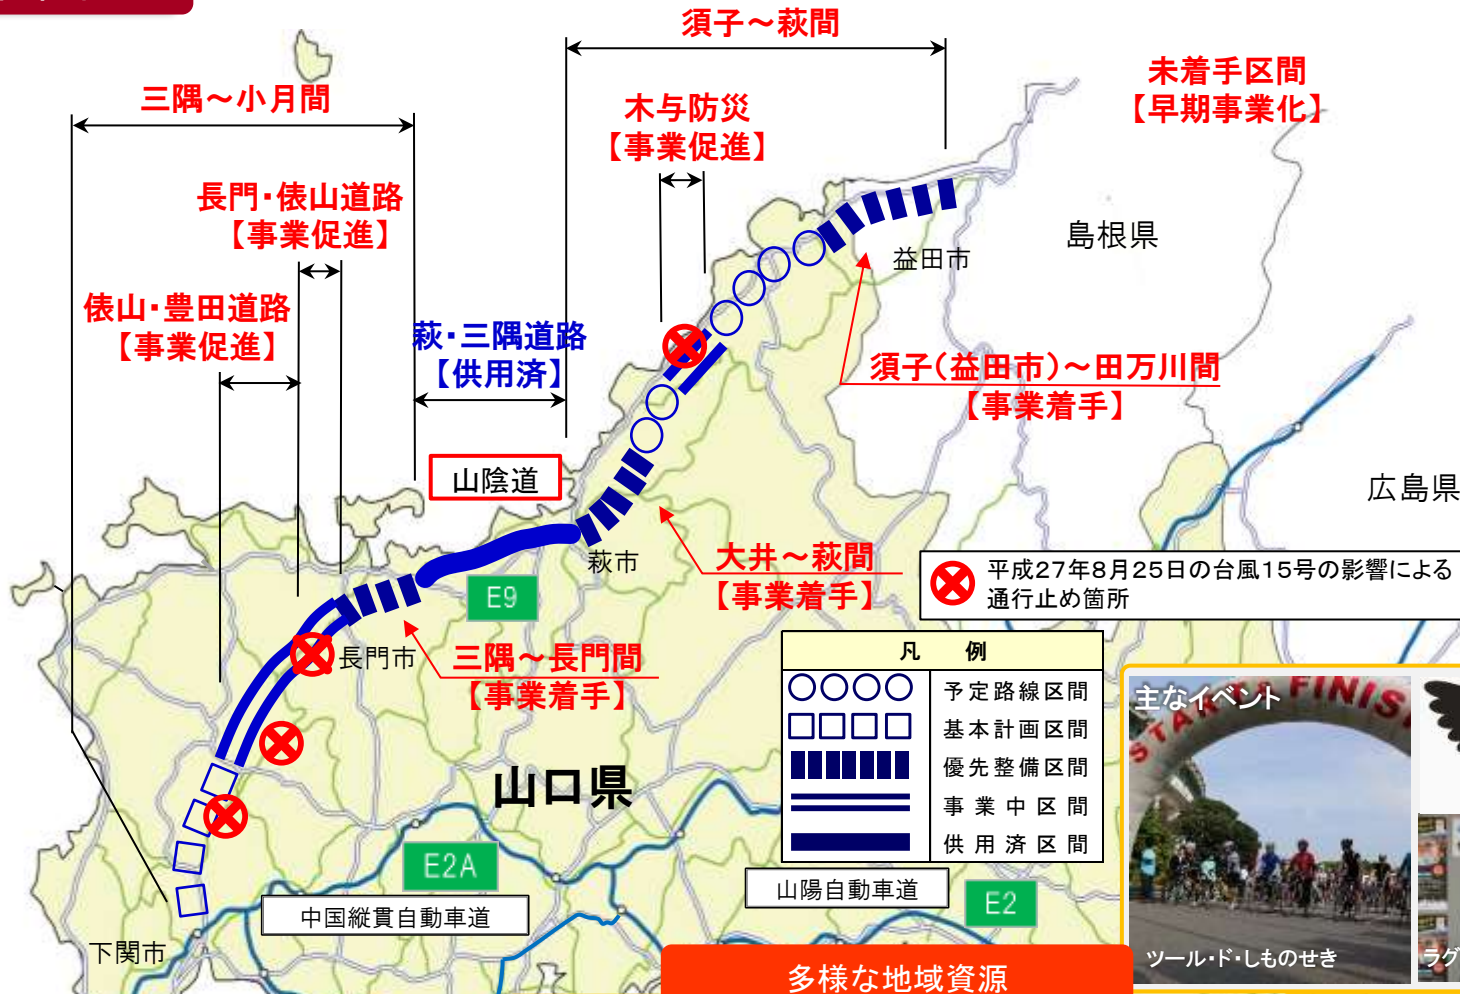 須子～萩間
三隅～小月間
未着手区間
【早期事業化】
木与防災
【事業促進】
長門・俵山道路
【事業促進】
島根県
益田市
俵山・豊田道路
【事業促進】
萩・三隅道路
【供用済】
須子（益田市）～田万川間
【事業着手】
山陰道
広島県
萩市
大井～萩間
【事業着手】
平成27年8月25日の台風15号の影響による
通行止め箇所
E9
長門市
三隅～長門間
【事業着手】
凡 例
予定路線区間
基本計画区間
優先整備区間
事業中区間
供用済区間
主なイベント
START FINIS
山口県
E2A
中国縦貫自動車道
山陽自動車道
E2
下関市
ツール・ド・しものせき
ラグ
多様な地域資源